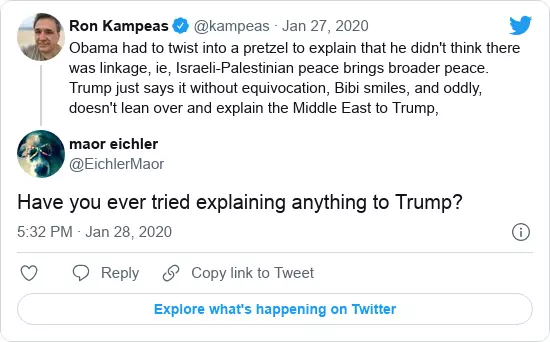 Ron Kampeas @kampeas · Jan 27, 2020
Obama had to twist into a pretzel to explain that he didn't think there
was linkage, ie, Israeli-Palestinian peace brings broader peace.
Trump just says it without equivocation, Bibi smiles, and oddly,
doesn't lean over and explain the Middle East to Trump,
maor eichler
@EichlerMaor
Have you ever tried explaining anything to Trump?
5:32 PM · Jan 28, 2020
Reply Copy link to Tweet
Explore what's happening on Twitter